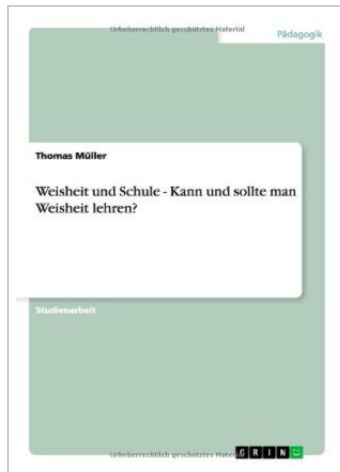 Urheberrechtlich geschütztes Material
Pädagogik
Thomas Müller
Weisheit und Schule - Kann und sollte man
Weisheit lehren?
Studienarbeit
Urheberrechtlich geschütztes Mater
GRIN